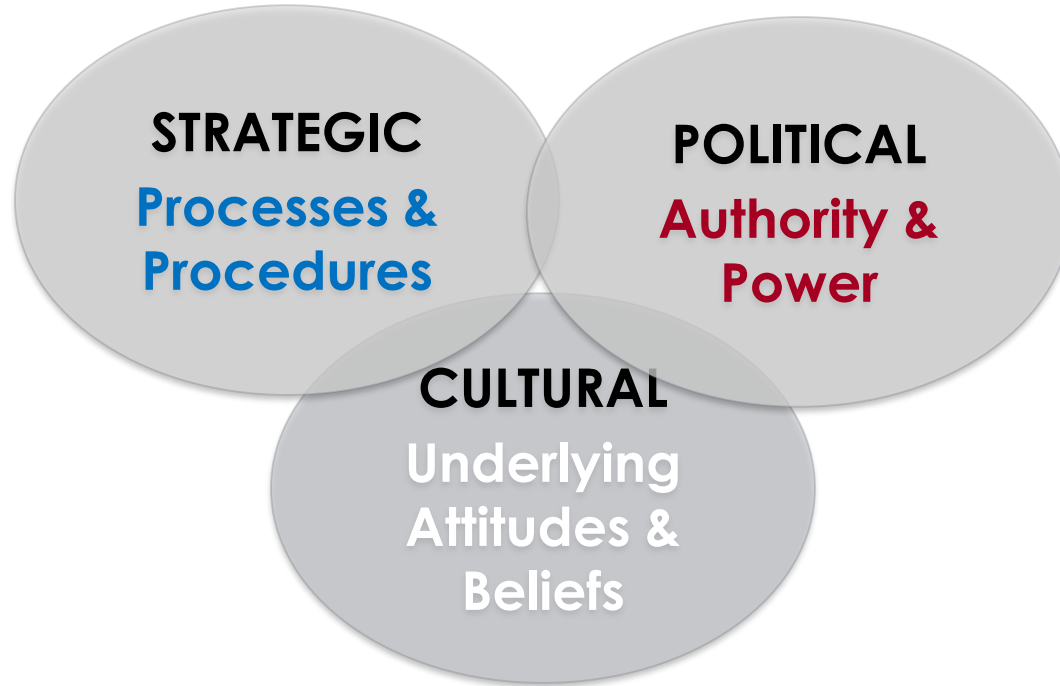 STRATEGIC
Processes &
Procedures
POLITICAL
Authority &
Power
CULTURAL
Underlying
Attitudes &
Beliefs